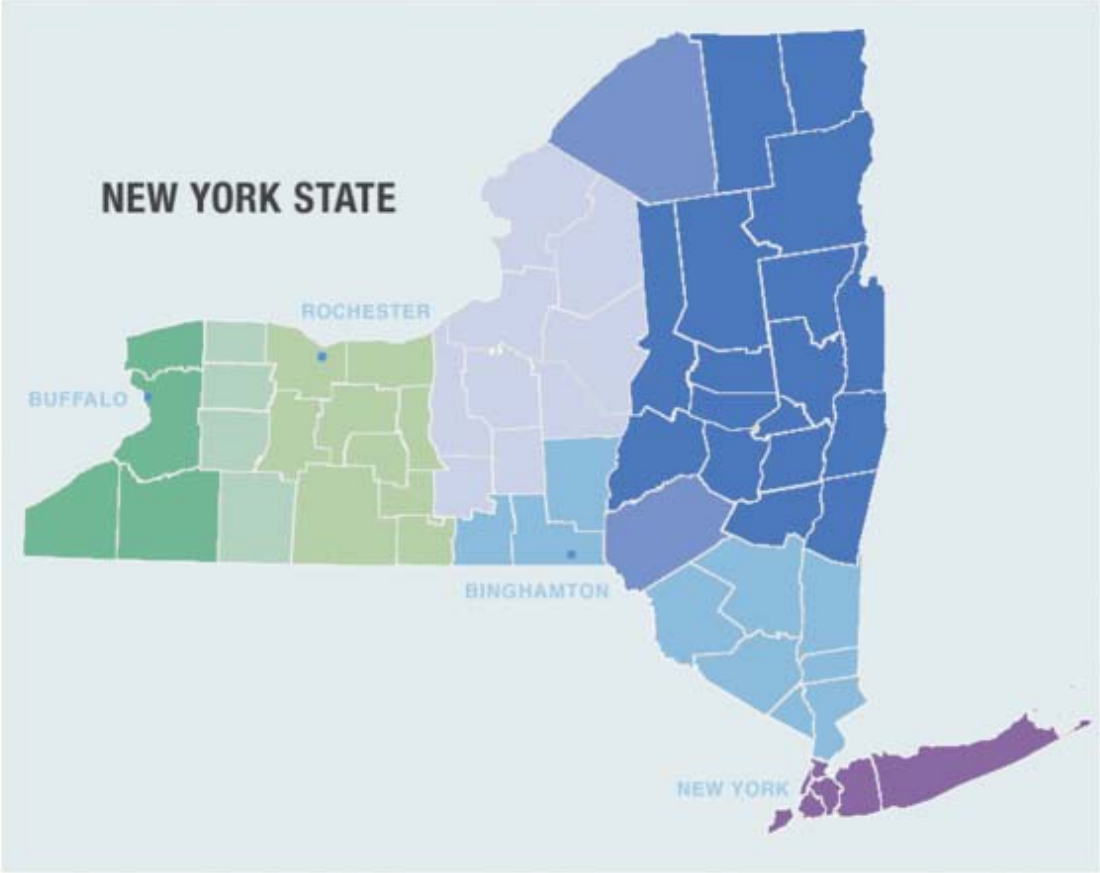 NEW YORK STATE
ROCHESTER
BUFFALO
BINGHAMTON
NEW YORK